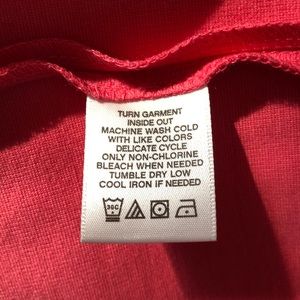 TURN GARMENT
INSIDE OUT
MACHINE WASH COLD
WITH LIKE COLORS
DELICATE CYCLE
ONLY NON-CHLORINE
BLEACH WHEN NEEDED
TUMBLE DRY LOW
COOL IRON IF NEEDED
30C